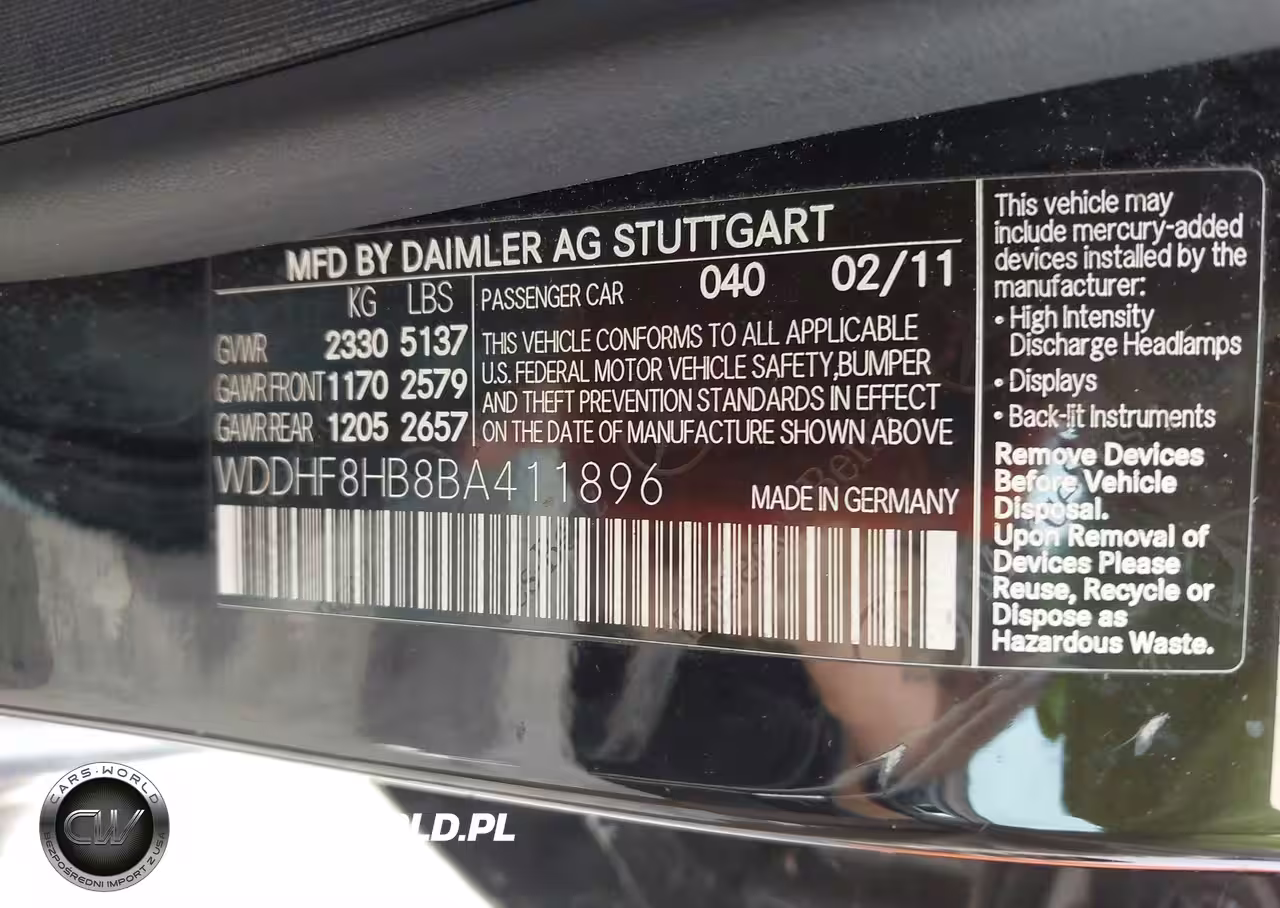 MFD BY DAIMLER AG STUTTGART
KG LBS
GVWR 2330 5137
GAWR FRONT 1170 2579
GAWR REAR 1205 2657
PASSENGER CAR 040 02/11
THIS VEHICLE CONFORMS TO ALL APPLICABLE
U.S. FEDERAL MOTOR VEHICLE SAFETY,BUMPER
AND THEFT PREVENTION STANDARDS IN EFFECT
ON THE DATE OF MANUFACTURE SHOWN ABOVE
WDDHF8HB8BA411896
MADE IN GERMANY
This vehicle may
include mercury-added
devices installed by the
manufacturer:
• High Intensity
Discharge Headlamps
• Displays
• Back-lit Instruments
Remove Devices
Before Vehicle
Disposal.
Upon Removal of
Devices Please
Reuse, Recycle or
Dispose as
Hazardous Waste.
CARS-WORLD
CW
BEZPOŚREDNI IMPORT Z USA
LD.PL